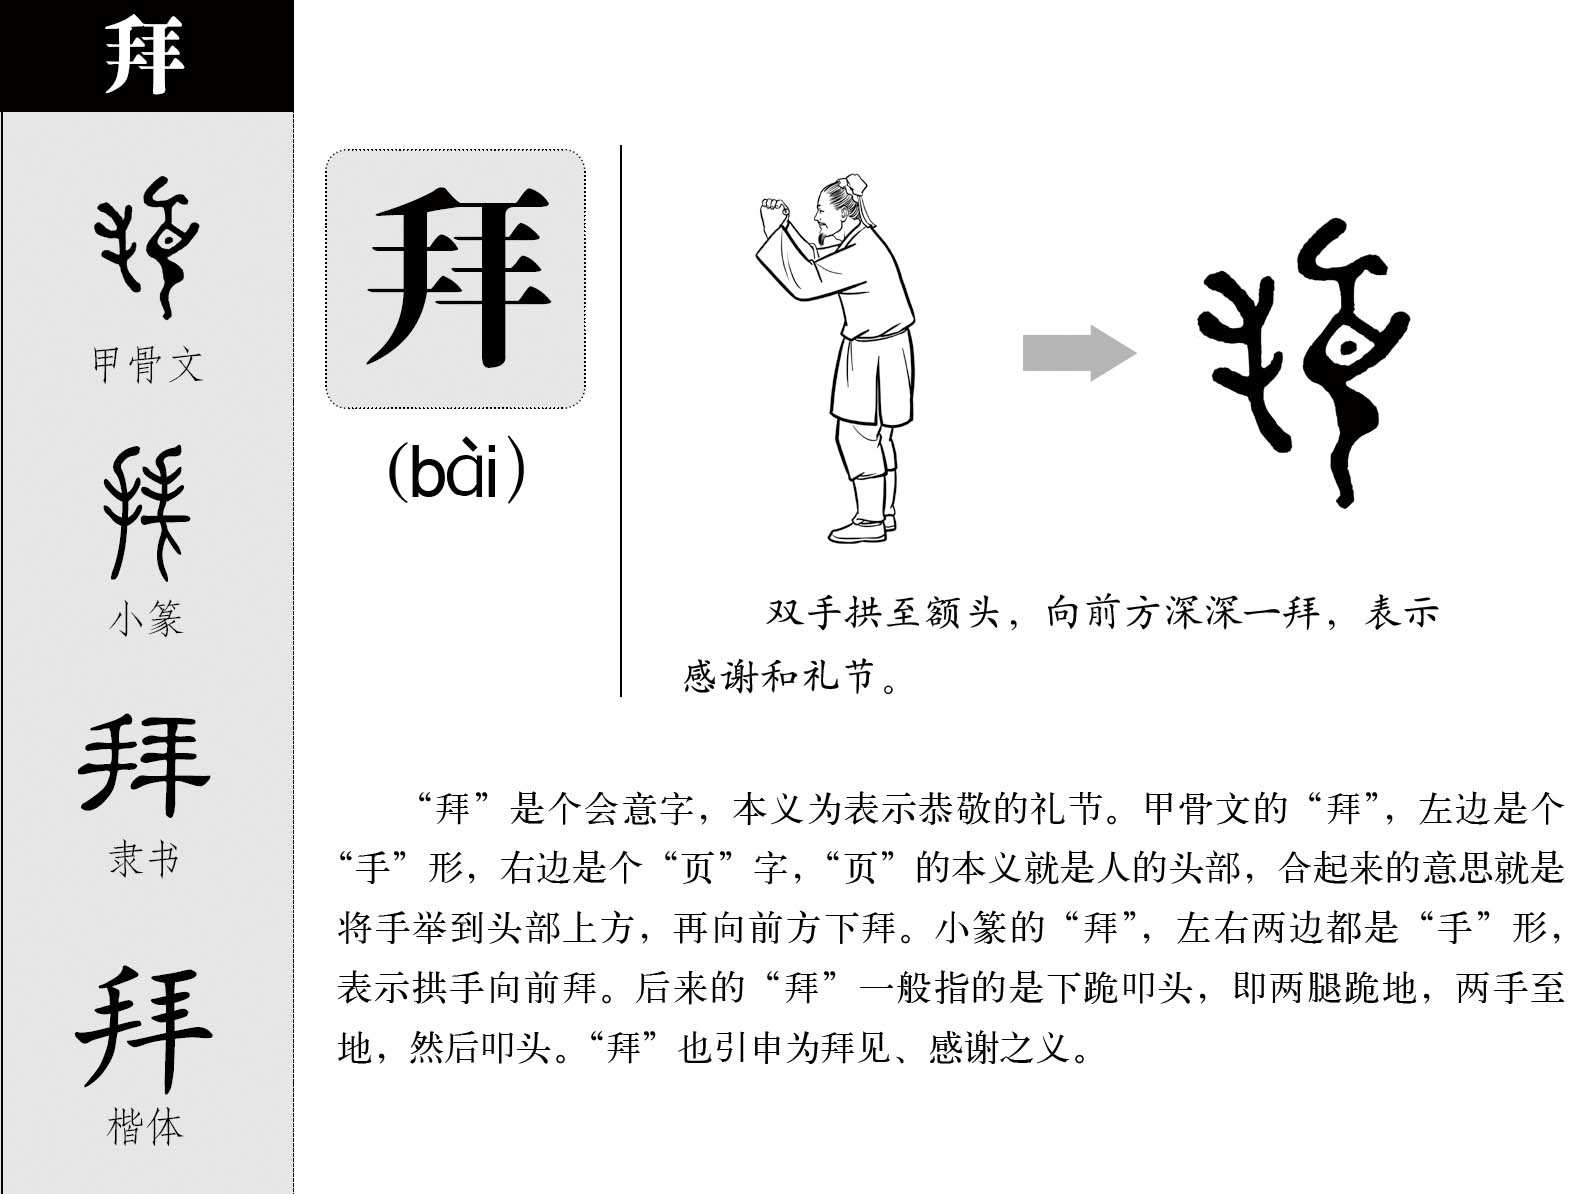 拜
甲骨文
小篆
隶书
楷体
拜
（bài）
双手拱至额头，向前方深深一拜，表示
感谢和礼节。
“拜”是个会意字，本义为表示恭敬的礼节。甲骨文的“拜”，左边是个
“手”形，右边是个“页”字，“页”的本义就是人的头部，合起来的意思就是
将手举到头部上方，再向前方下拜。小篆的“拜”，左右两边都是“手”形，
表示拱手向前拜。后来的“拜”一般指的是下跪叩头，即两腿跪地，两手至
地，然后叩头。“拜”也引申为拜见、感谢之义。